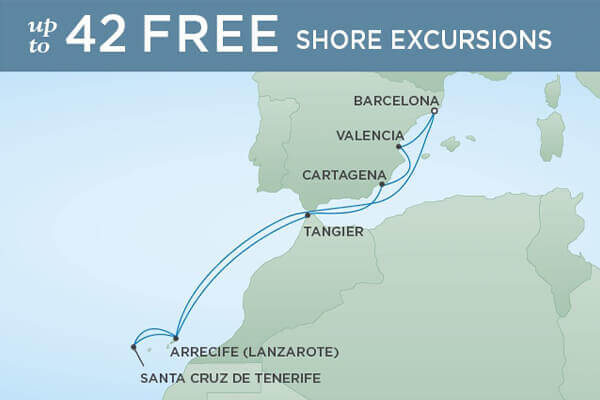 up to 42 FREE SHORE EXCURSIONS
BARCELONA
VALENCIA
CARTAGENA
TANGIER
ARRECIFE (LANZAROTE)
SANTA CRUZ DE TENERIFE